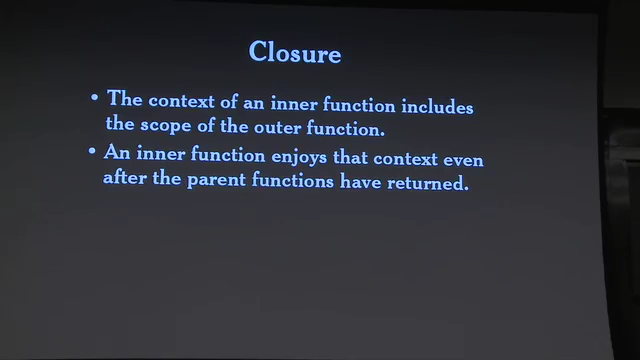 Closure
• The context of an inner function includes
the scope of the outer function.
• An inner function enjoys that context even
after the parent functions have returned.